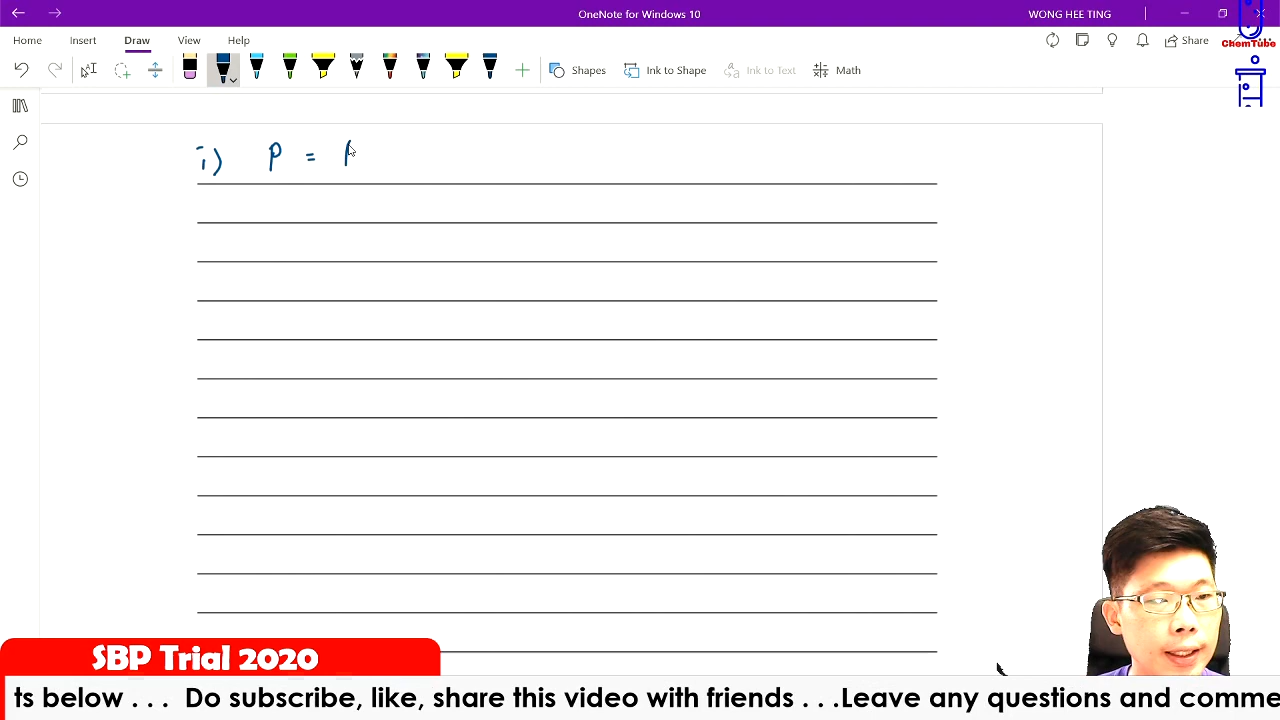 OneNote for Windows 10
WONG HEE TING
Home Insert Draw View Help
Share
ChemTube
Shapes Ink to Shape Ink to Text Math
i) P =
SBP Trial 2020
ts below . . . Do subscribe, like, share this video with friends . . .Leave any questions and comme